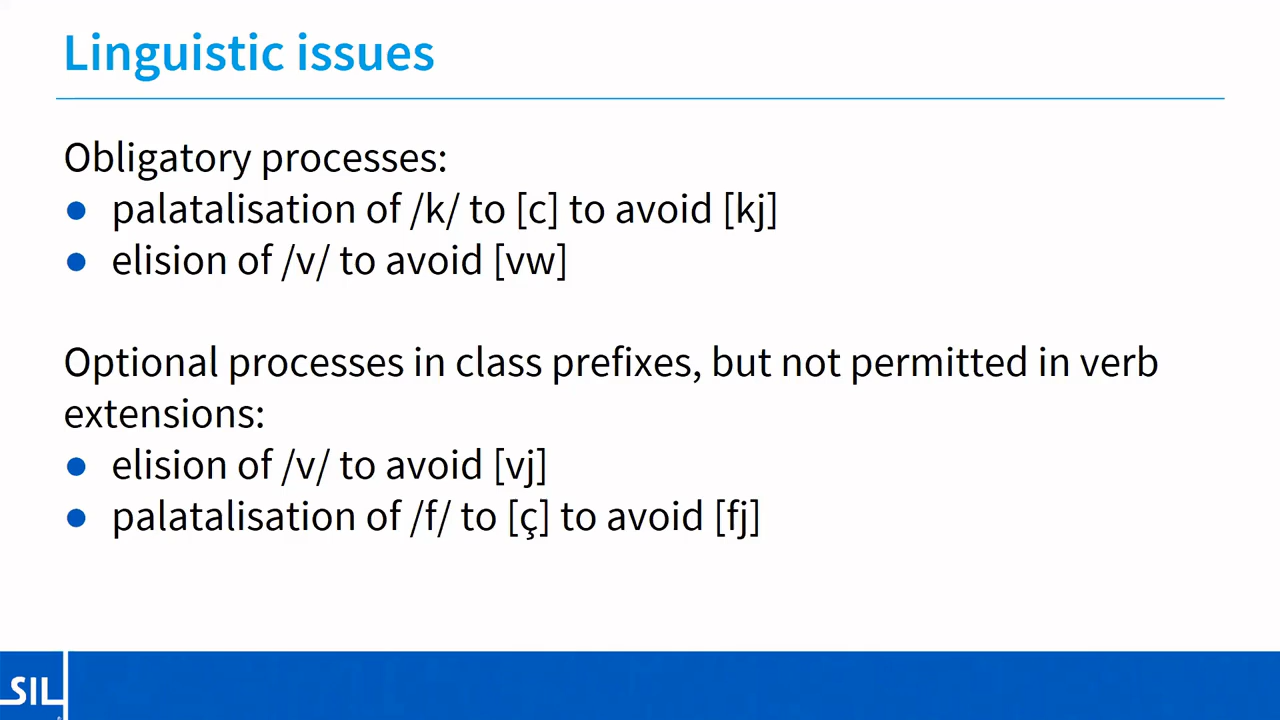 Linguistic issues
Obligatory processes:
● palatalisation of /k/ to [c] to avoid [kj]
● elision of /v/ to avoid [vw]
Optional processes in class prefixes, but not permitted in verb
extensions:
● elision of /v/ to avoid [vj]
● palatalisation of /f/ to [ç] to avoid [fj]
SIL